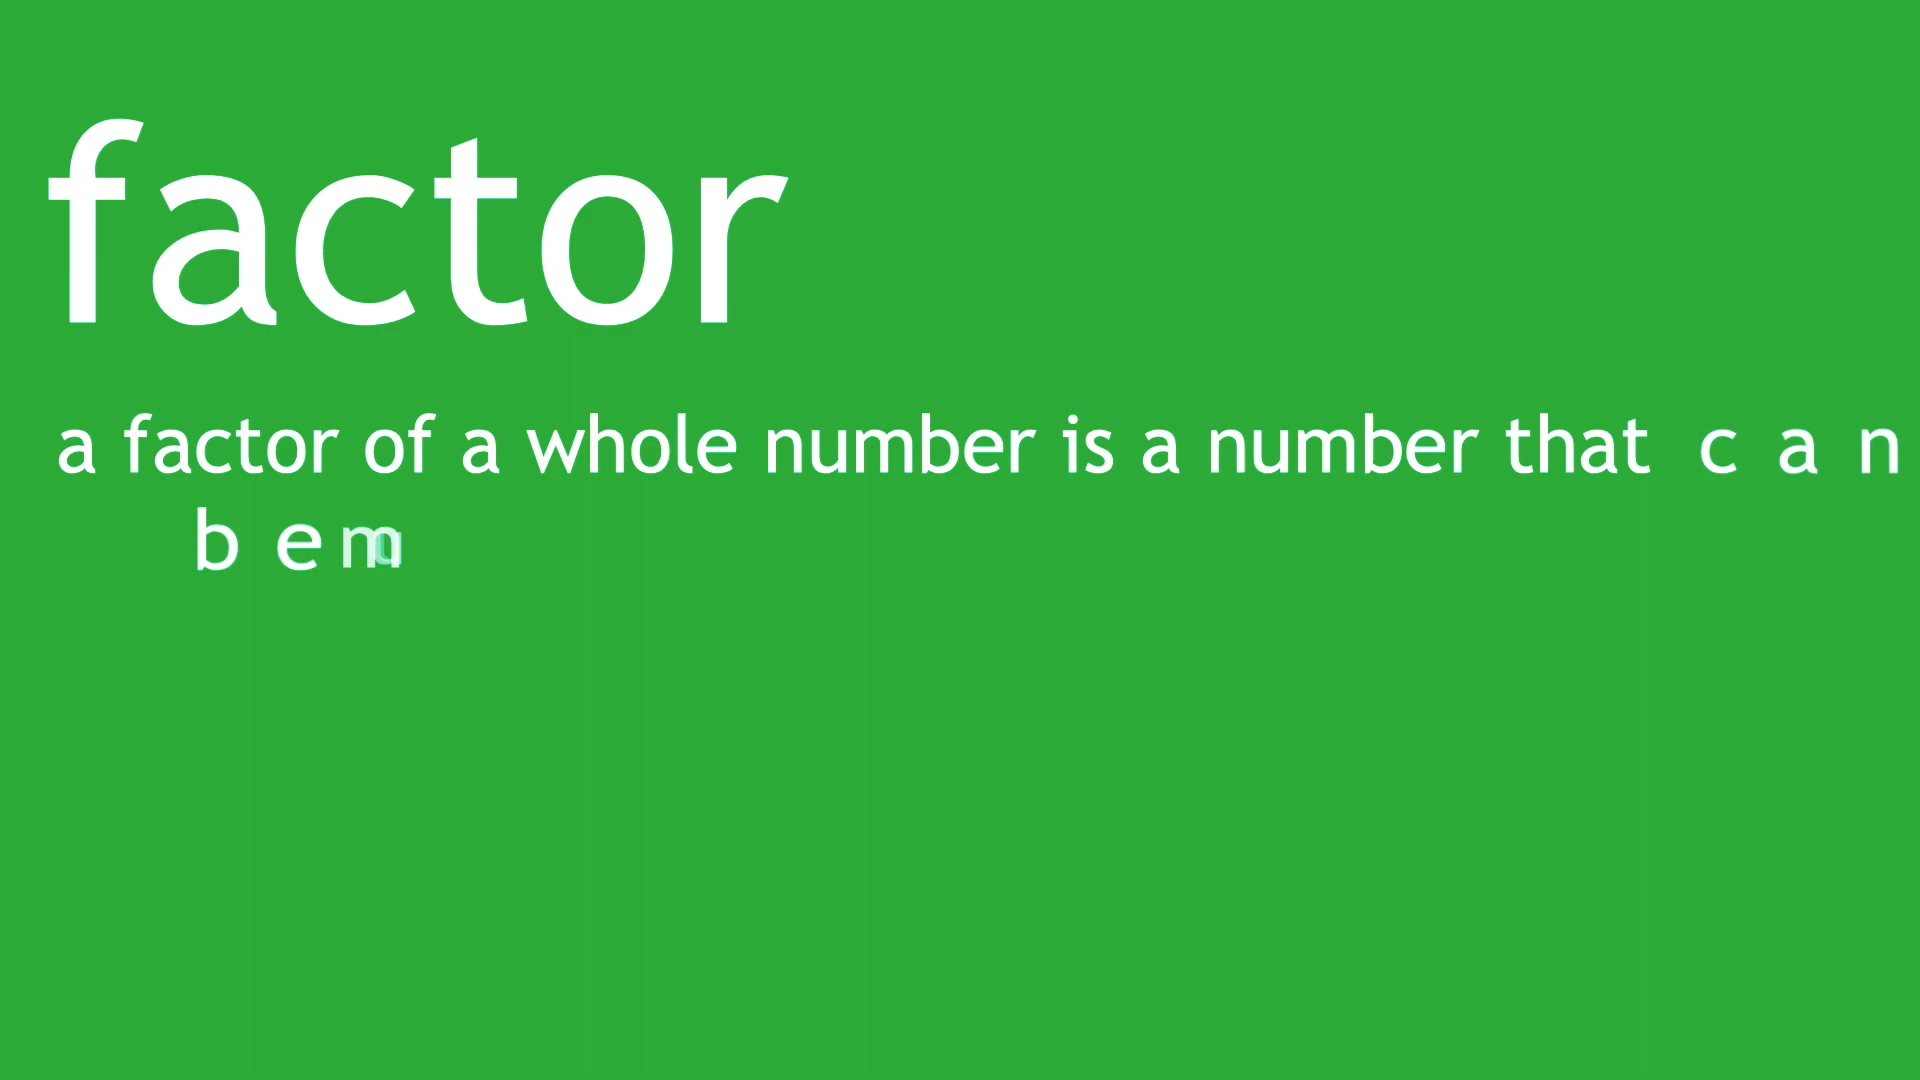 factor
a factor of a whole number is a number that can
be